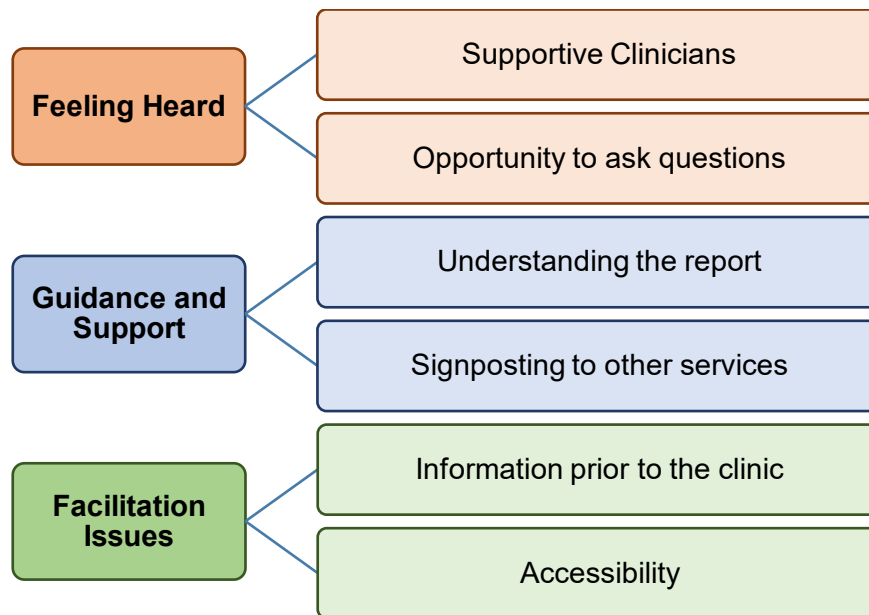 Feeling Heard
Supportive Clinicians
Opportunity to ask questions
Guidance and
Support
Understanding the report
Signposting to other services
Facilitation
Issues
Information prior to the clinic
Accessibility